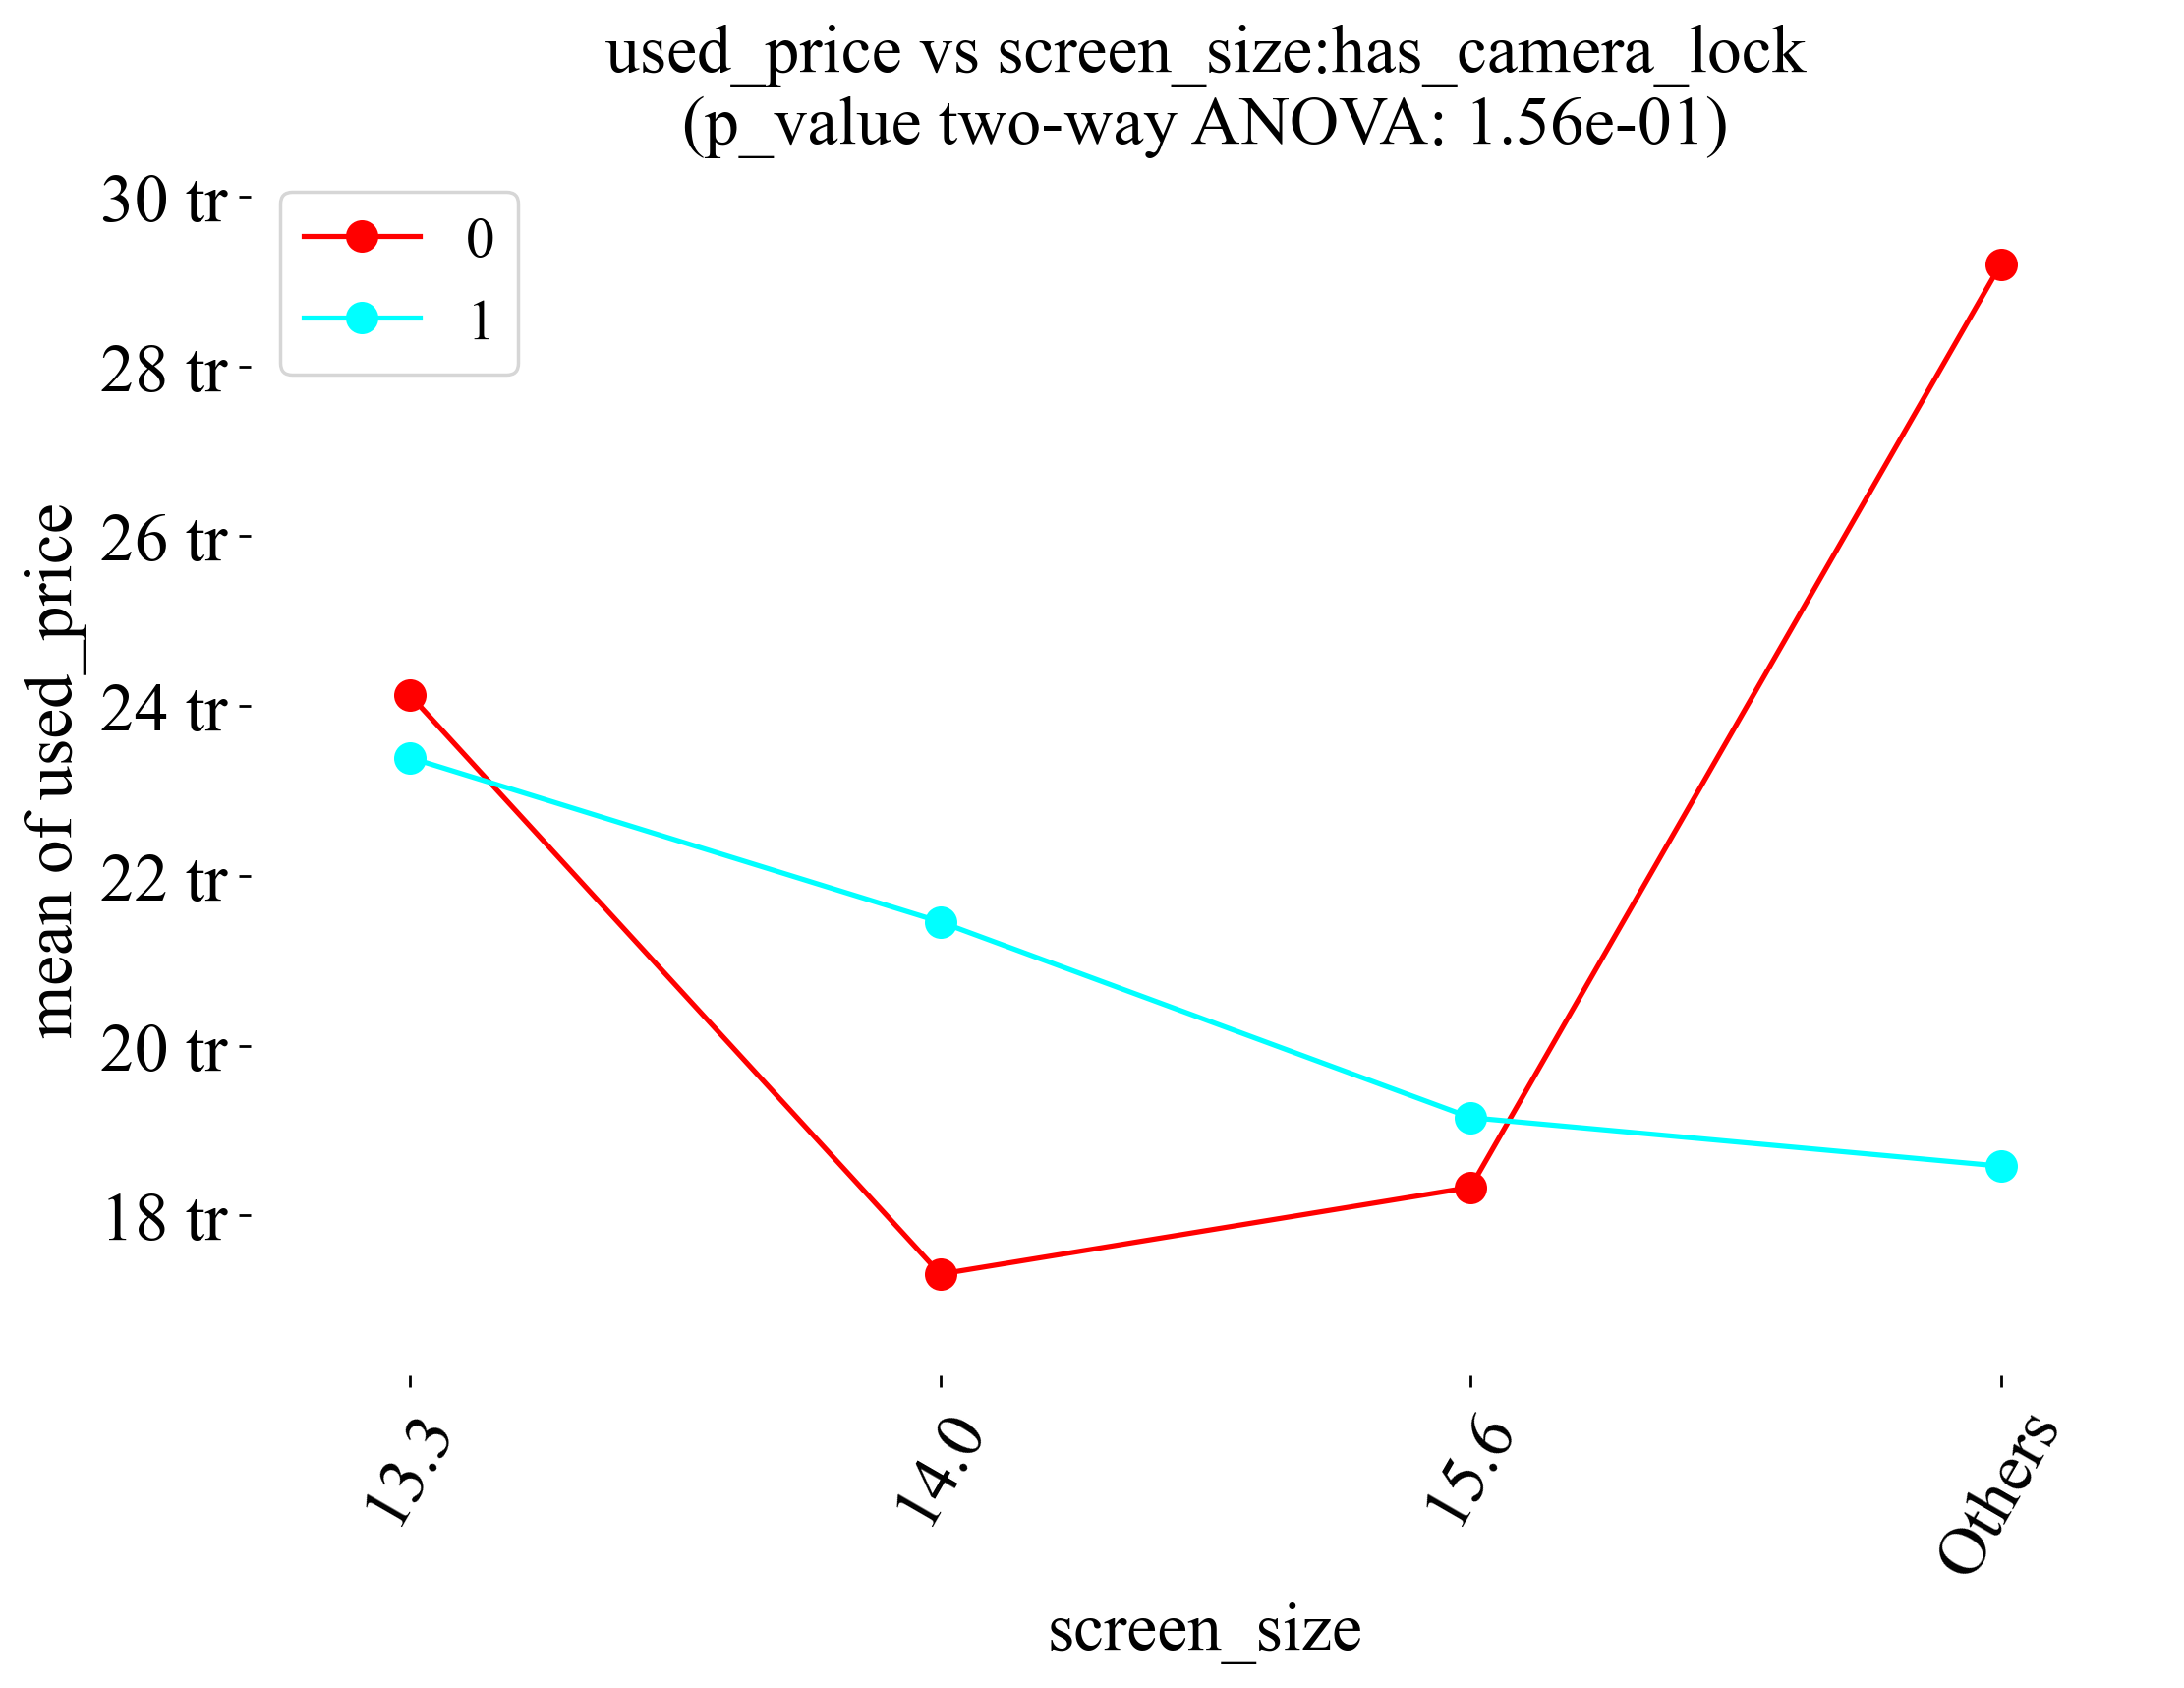 used_price vs screen_size:has_camera_lock
(p_value two-way ANOVA: 1.56e-01)
30 tr
28 tr
26 tr
24 tr
22 tr
20 tr
18 tr
mean of used_price
0
1
13.3
14.0
15.6
Others
screen_size